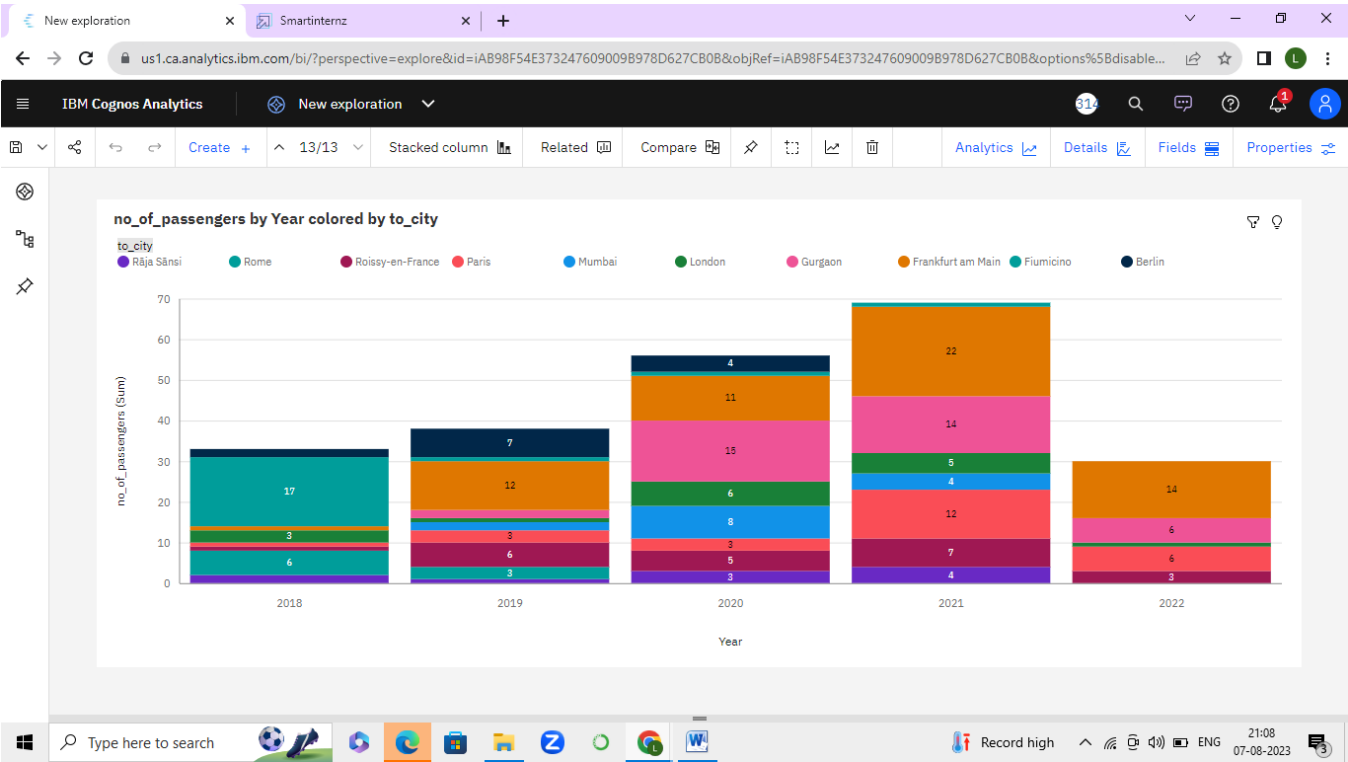 New exploration
Smartinternz
us1.ca.analytics.ibm.com/bi/?perspective=explore&id=iAB98F54E373247609009B978D627CB0B&objRef=iAB98F54E373247609009B978D627CB0B&options%5Bdisable...
L
IBM Cognos Analytics
New exploration
314
1
Create +
13/13
Stacked column
Related
Compare
Analytics
Details
Fields
Properties
no_of_passengers by Year colored by to_city
to_city
Rāja Sānsi Rome Roissy-en-France Paris Mumbai London Gurgaon Frankfurt am Main Fiumicino Berlin
no_of_passengers (Sum)
70
60
50
40
30
20
10
0
17
3
6
7
12
3
6
3
4
11
15
6
8
3
5
3
22
14
5
4
12
7
4
14
6
6
3
2018 2019 2020 2021 2022
Year
Type here to search
Record high
ENG
21:08
07-08-2023
3